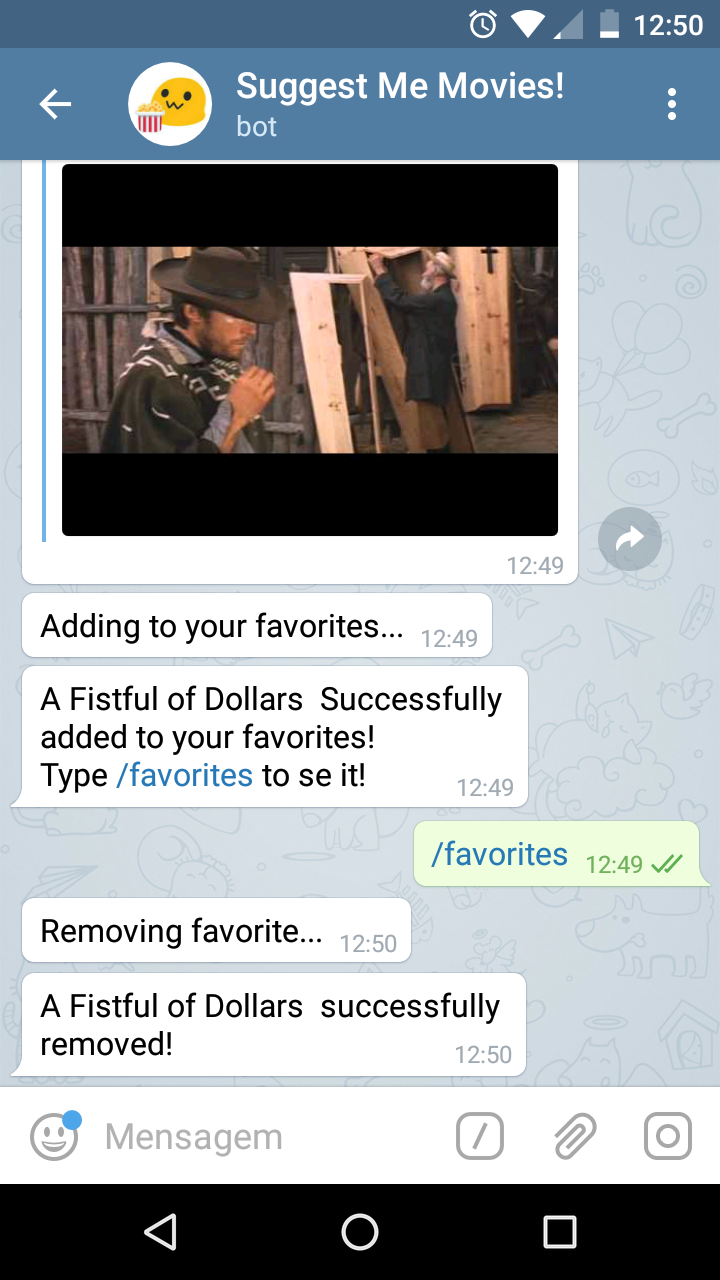 12:50
Suggest Me Movies!
bot
12:49
Adding to your favorites... 12:49
A Fistful of Dollars  Successfully
added to your favorites!
Type /favorites to se it! 12:49
/favorites 12:49
Removing favorite... 12:50
A Fistful of Dollars  successfully
removed! 12:50
Mensagem